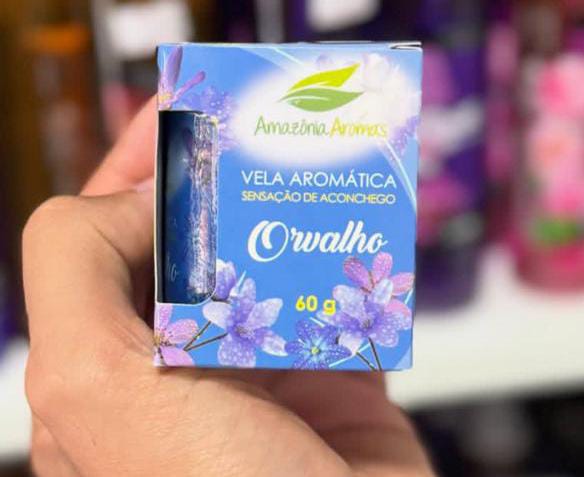 Amazônia Aromas
VELA AROMÁTICA
SENSAÇÃO DE ACONCHEGO
Orvalho
60 g